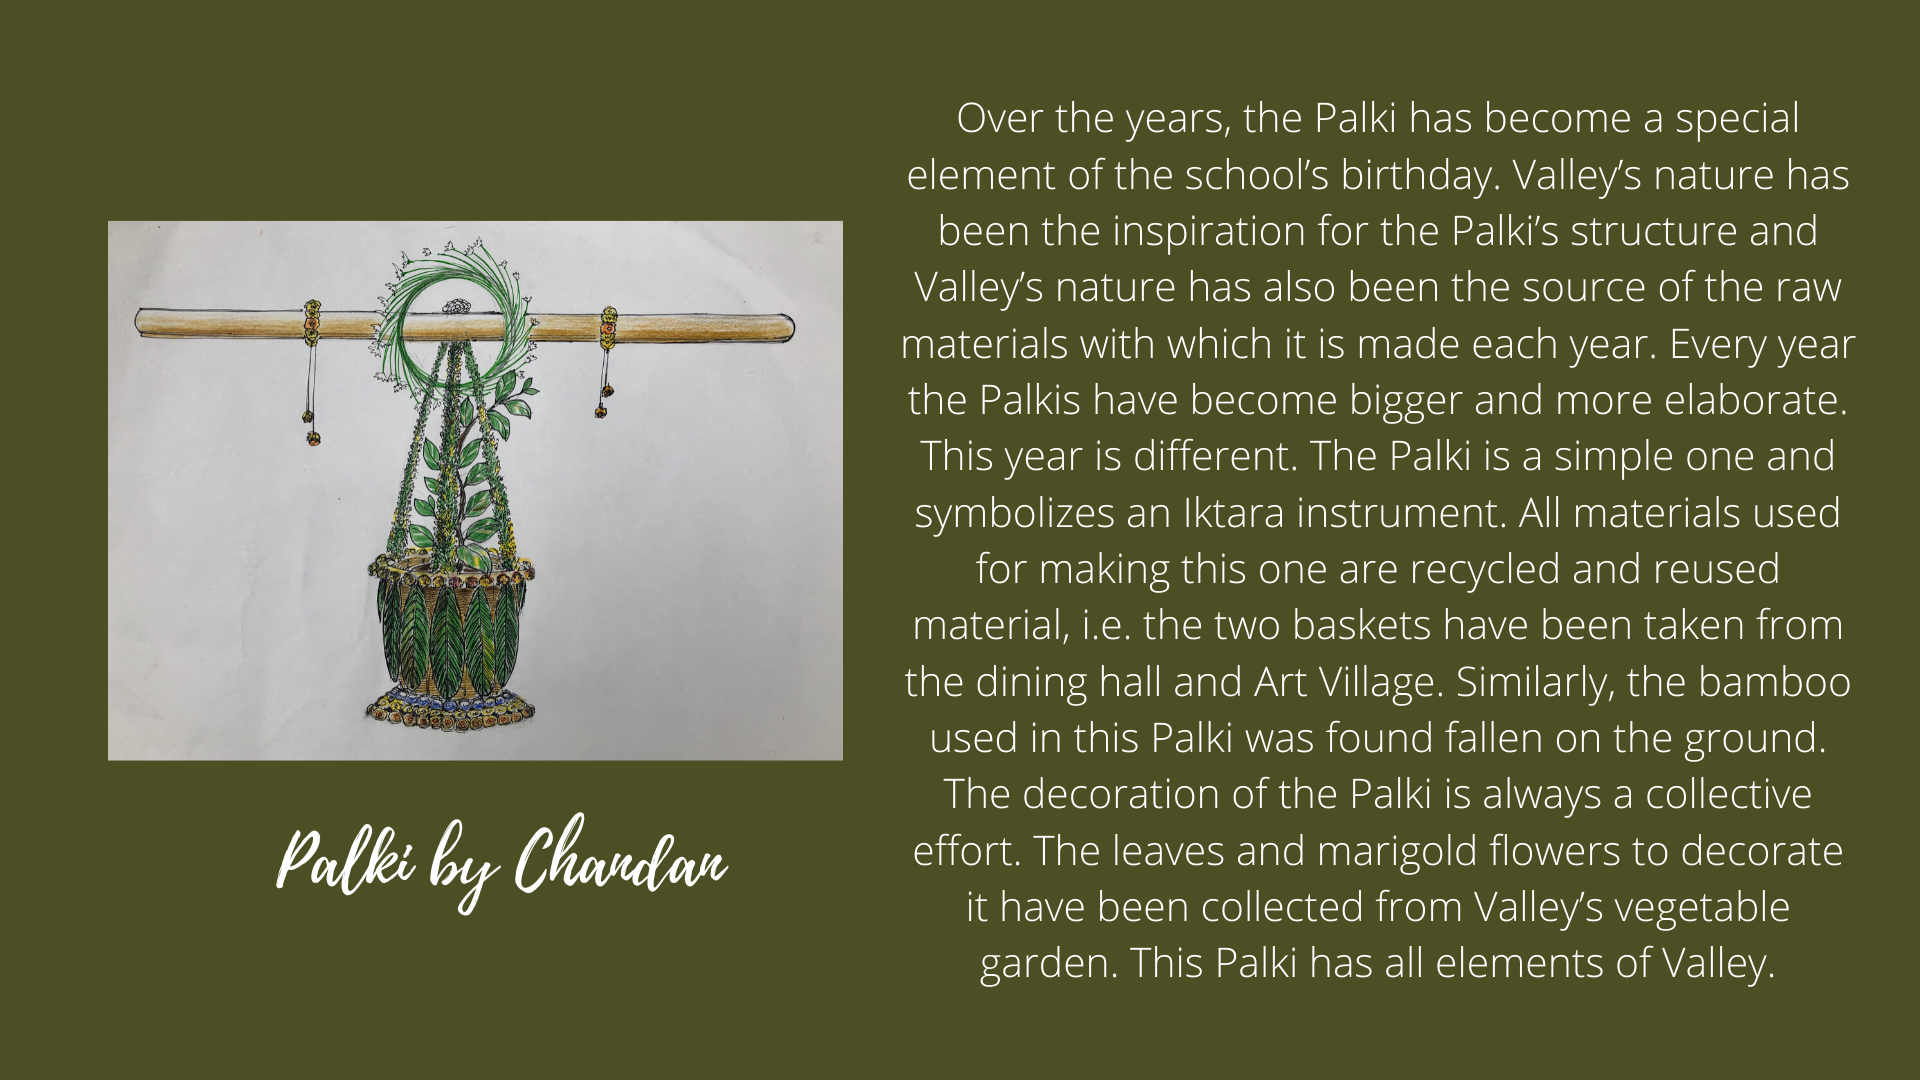 Over the years, the Palki has become a special
element of the school’s birthday. Valley’s nature has
been the inspiration for the Palki’s structure and
Valley’s nature has also been the source of the raw
materials with which it is made each year. Every year
the Palkis have become bigger and more elaborate.
This year is different. The Palki is a simple one and
symbolizes an Iktara instrument. All materials used
for making this one are recycled and reused
material, i.e. the two baskets have been taken from
the dining hall and Art Village. Similarly, the bamboo
used in this Palki was found fallen on the ground.
The decoration of the Palki is always a collective
effort. The leaves and marigold flowers to decorate
it have been collected from Valley’s vegetable
garden. This Palki has all elements of Valley.
Palki by Chandan